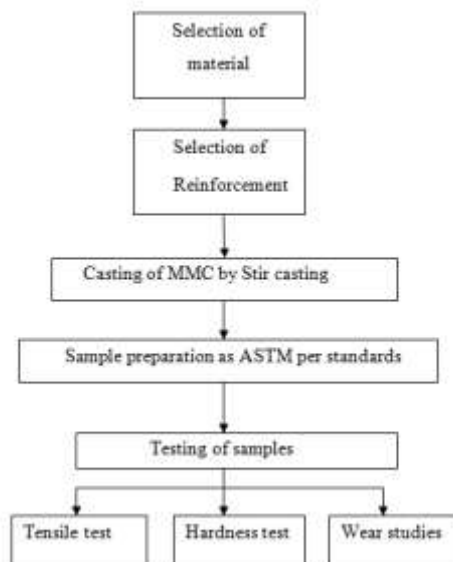 Selection of
material
Selection of
Reinforcement
Casting of MMC by Stir casting
Sample preparation as ASTM per standards
Testing of samples
Tensile test
Hardness test
Wear studies